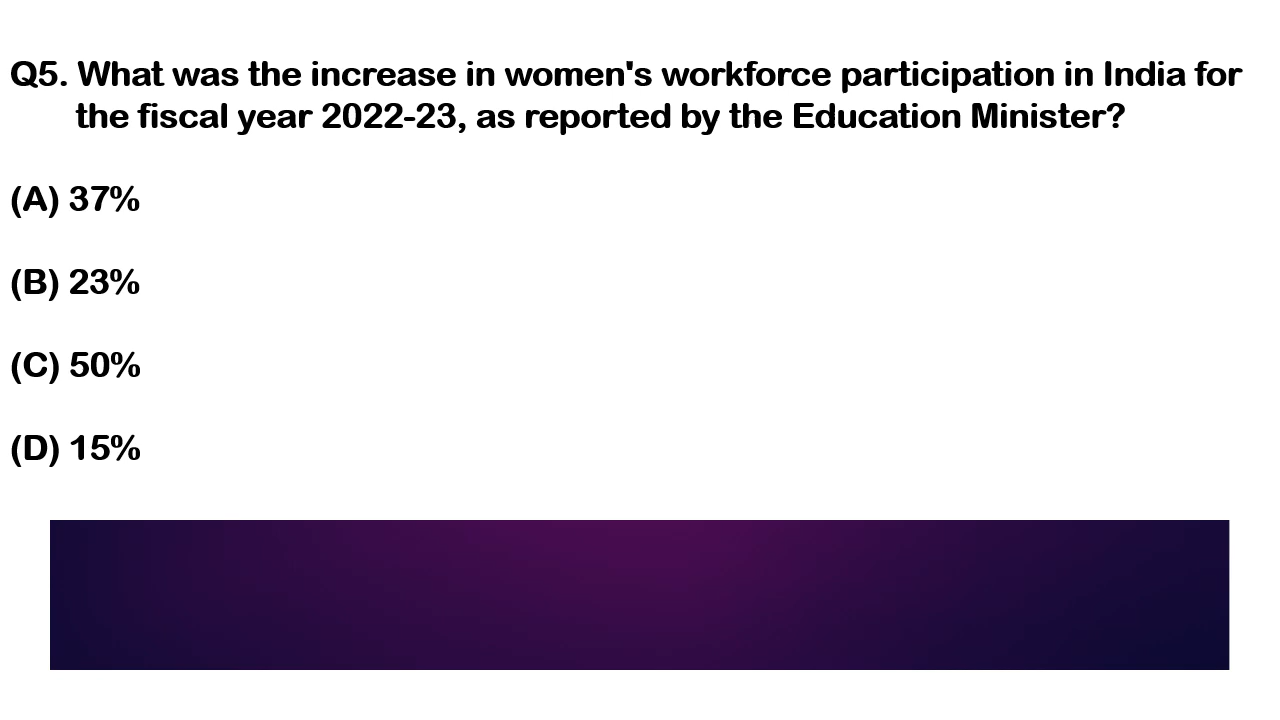 Q5. What was the increase in women's workforce participation in India for
the fiscal year 2022-23, as reported by the Education Minister?
(A) 37%
(B) 23%
(C) 50%
(D) 15%